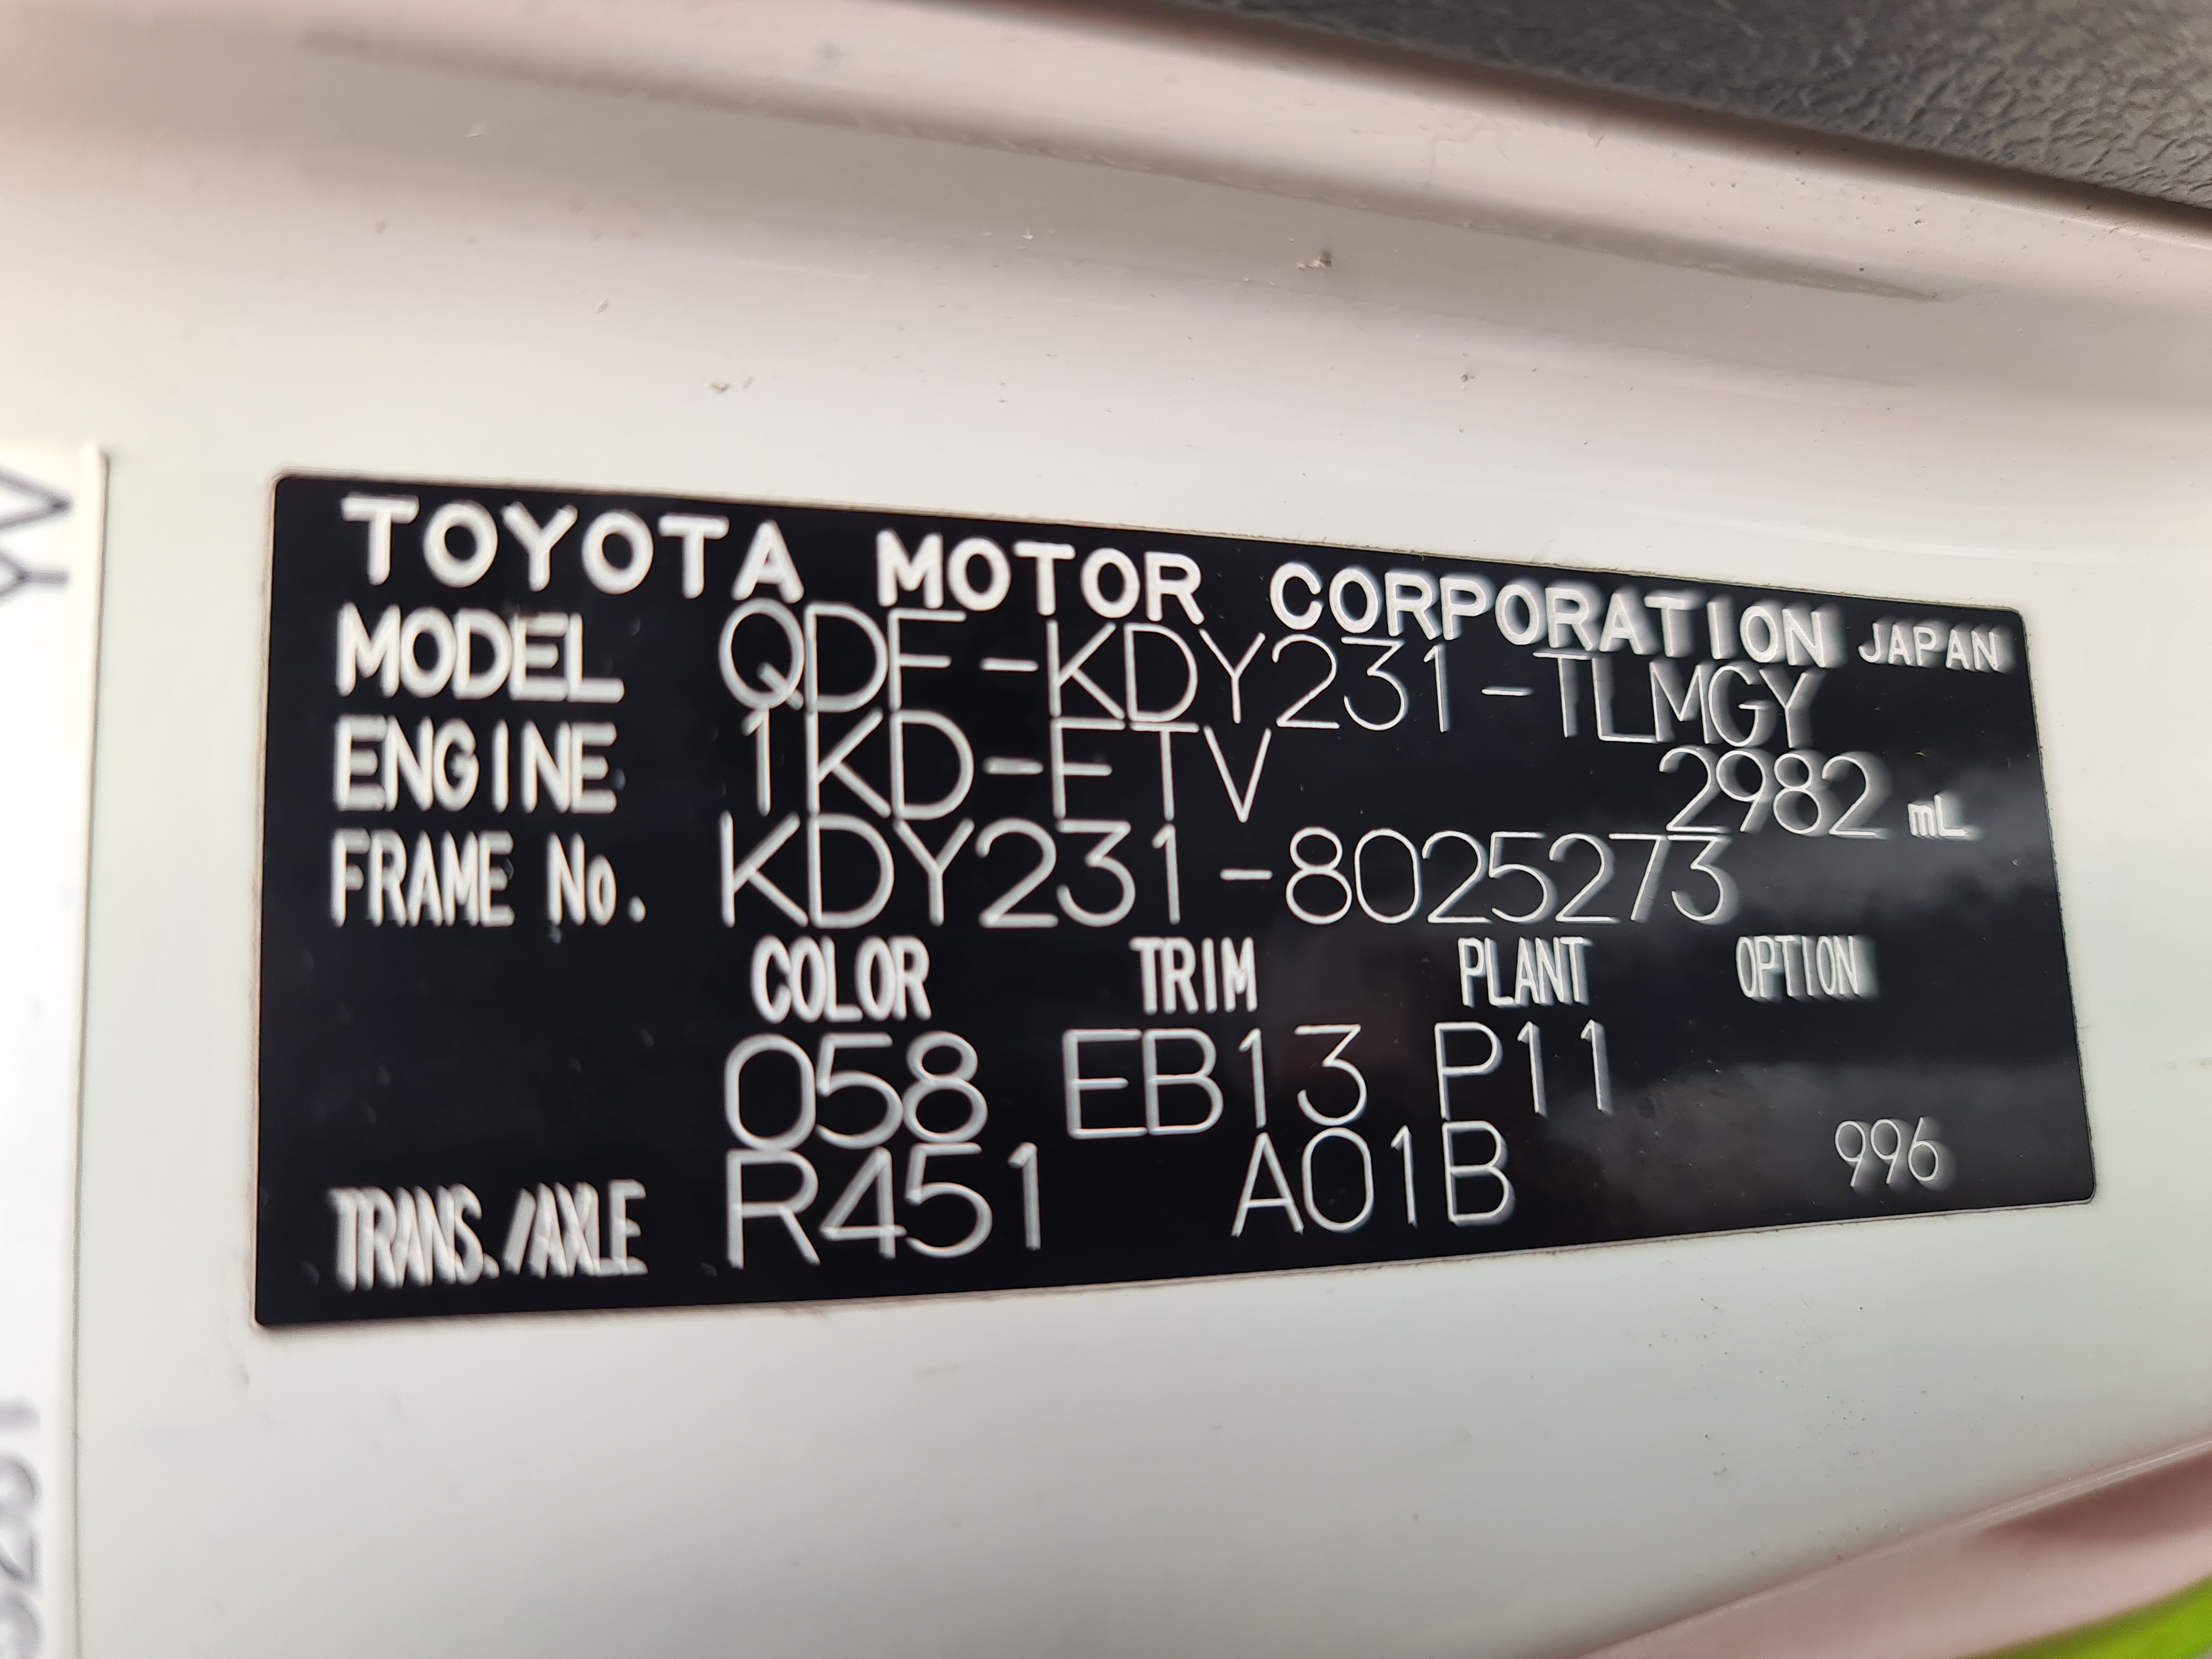 TOYOTA MOTOR CORPORATION JAPAN
MODEL QDF-KDY231-TLMGY
ENGINE 1KD-FTV 2982 mL
FRAME No. KDY231-8025273
COLOR TRIM PLANT OPTION
058 EB13 P11
TRANS./AXLE R451 A01B 996